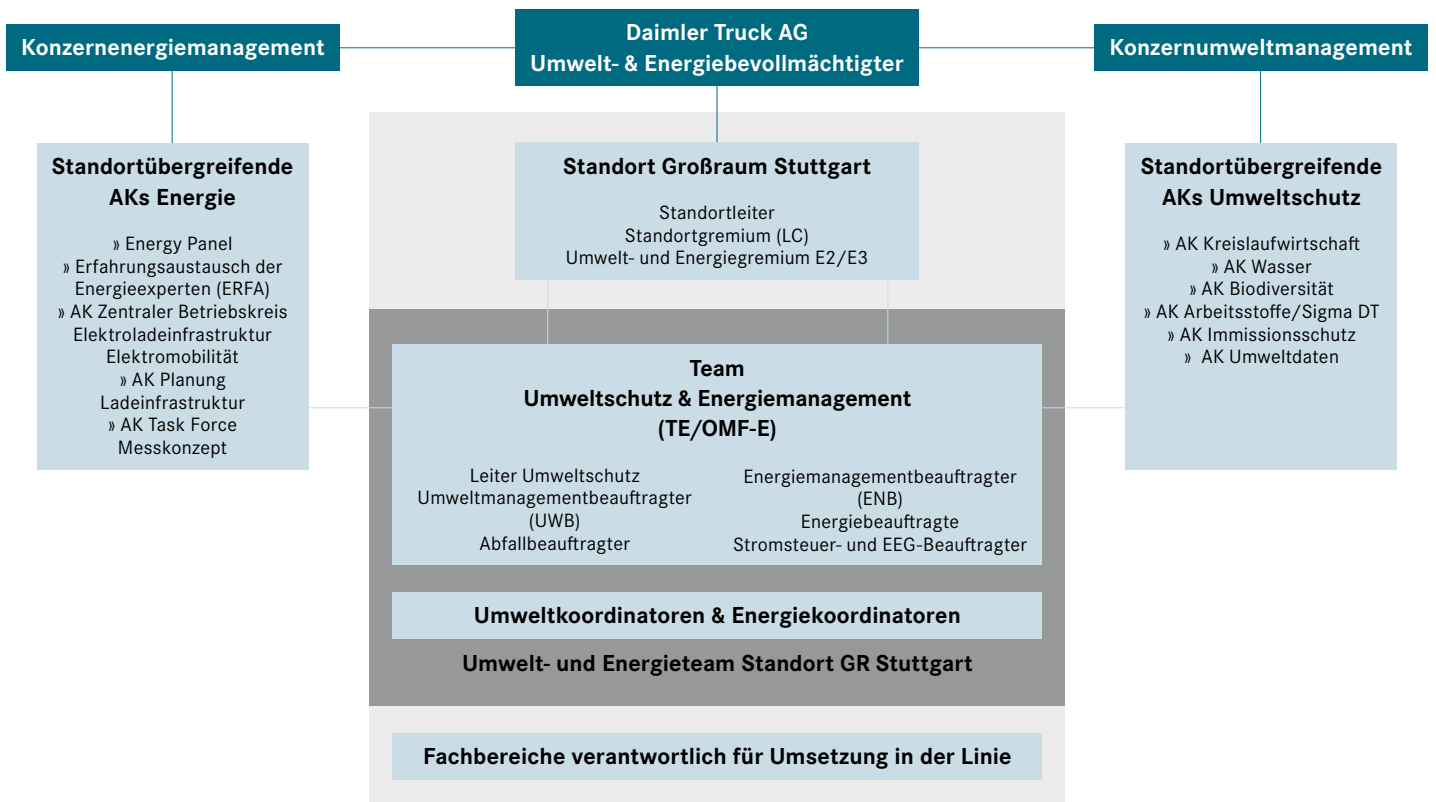 Konzernenergiemanagement
Daimler Truck AG
Umwelt- & Energiebevollmächtigter
Konzernumweltmanagement
Standortübergreifende
AKs Energie
» Energy Panel
» Erfahrungsaustausch der
Energieexperten (ERFA)
» AK Zentraler Betriebskreis
Elektroladeinfrastruktur
Elektromobilität
» AK Planung
Ladeinfrastruktur
» AK Task Force
Messkonzept
Standort Großraum Stuttgart
Standortleiter
Standortgremium (LC)
Umwelt- und Energiegremium E2/E3
Standortübergreifende
AKs Umweltschutz
» AK Kreislaufwirtschaft
» AK Wasser
» AK Biodiversität
» AK Arbeitsstoffe/Sigma DT
» AK Immissionsschutz
» AK Umweltdaten
Team
Umweltschutz & Energiemanagement
(TE/OMF-E)
Leiter Umweltschutz
Umweltmanagementbeauftragter
(UWB)
Abfallbeauftragter
Energiemanagementbeauftragter
(ENB)
Energiebeauftragte
Stromsteuer- und EEG-Beauftragter
Umweltkoordinatoren & Energiekoordinatoren
Umwelt- und Energieteam Standort GR Stuttgart
Fachbereiche verantwortlich für Umsetzung in der Linie